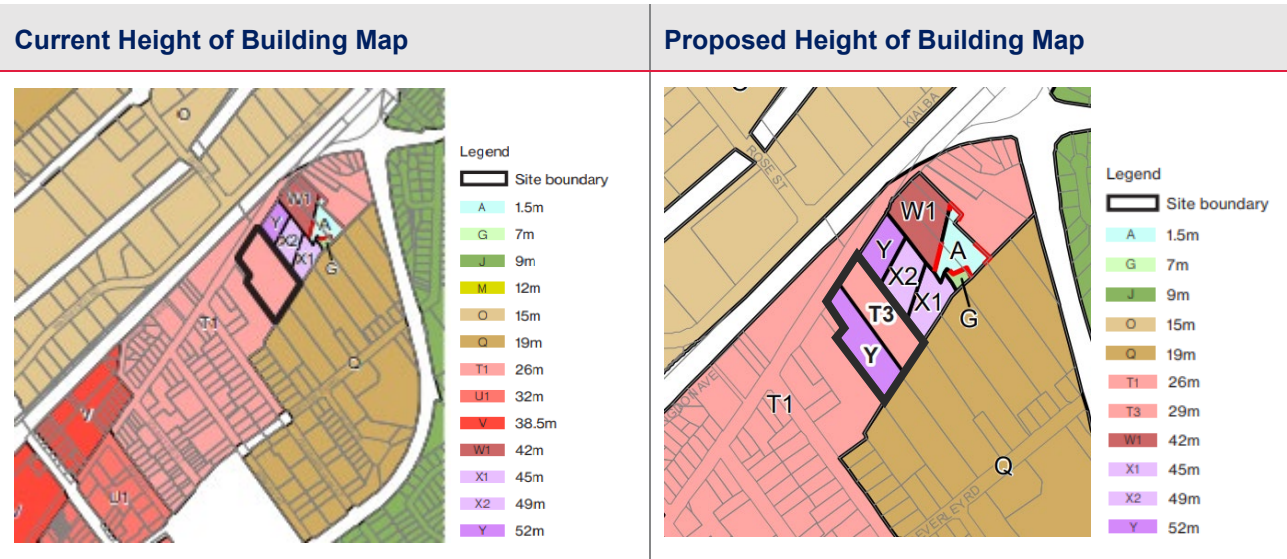 Current Height of Building Map
Proposed Height of Building Map
O
W1
Y
A
X2
X1
G
T1
Q
V
U1
V
Legend
Site boundary
A 1.5m
G 7m
J 9m
M 12m
O 15m
Q 19m
T1 26m
U1 32m
V 38.5m
W1 42m
X1 45m
X2 49m
Y 52m
KIALBA
ROSE ST
W1
Y
A
X2
X1
G
T3
Y
T1
Q
Legend
Site boundary
A 1.5m
G 7m
J 9m
O 15m
Q 19m
T1 26m
T3 29m
W1 42m
X1 45m
X2 49m
Y 52m